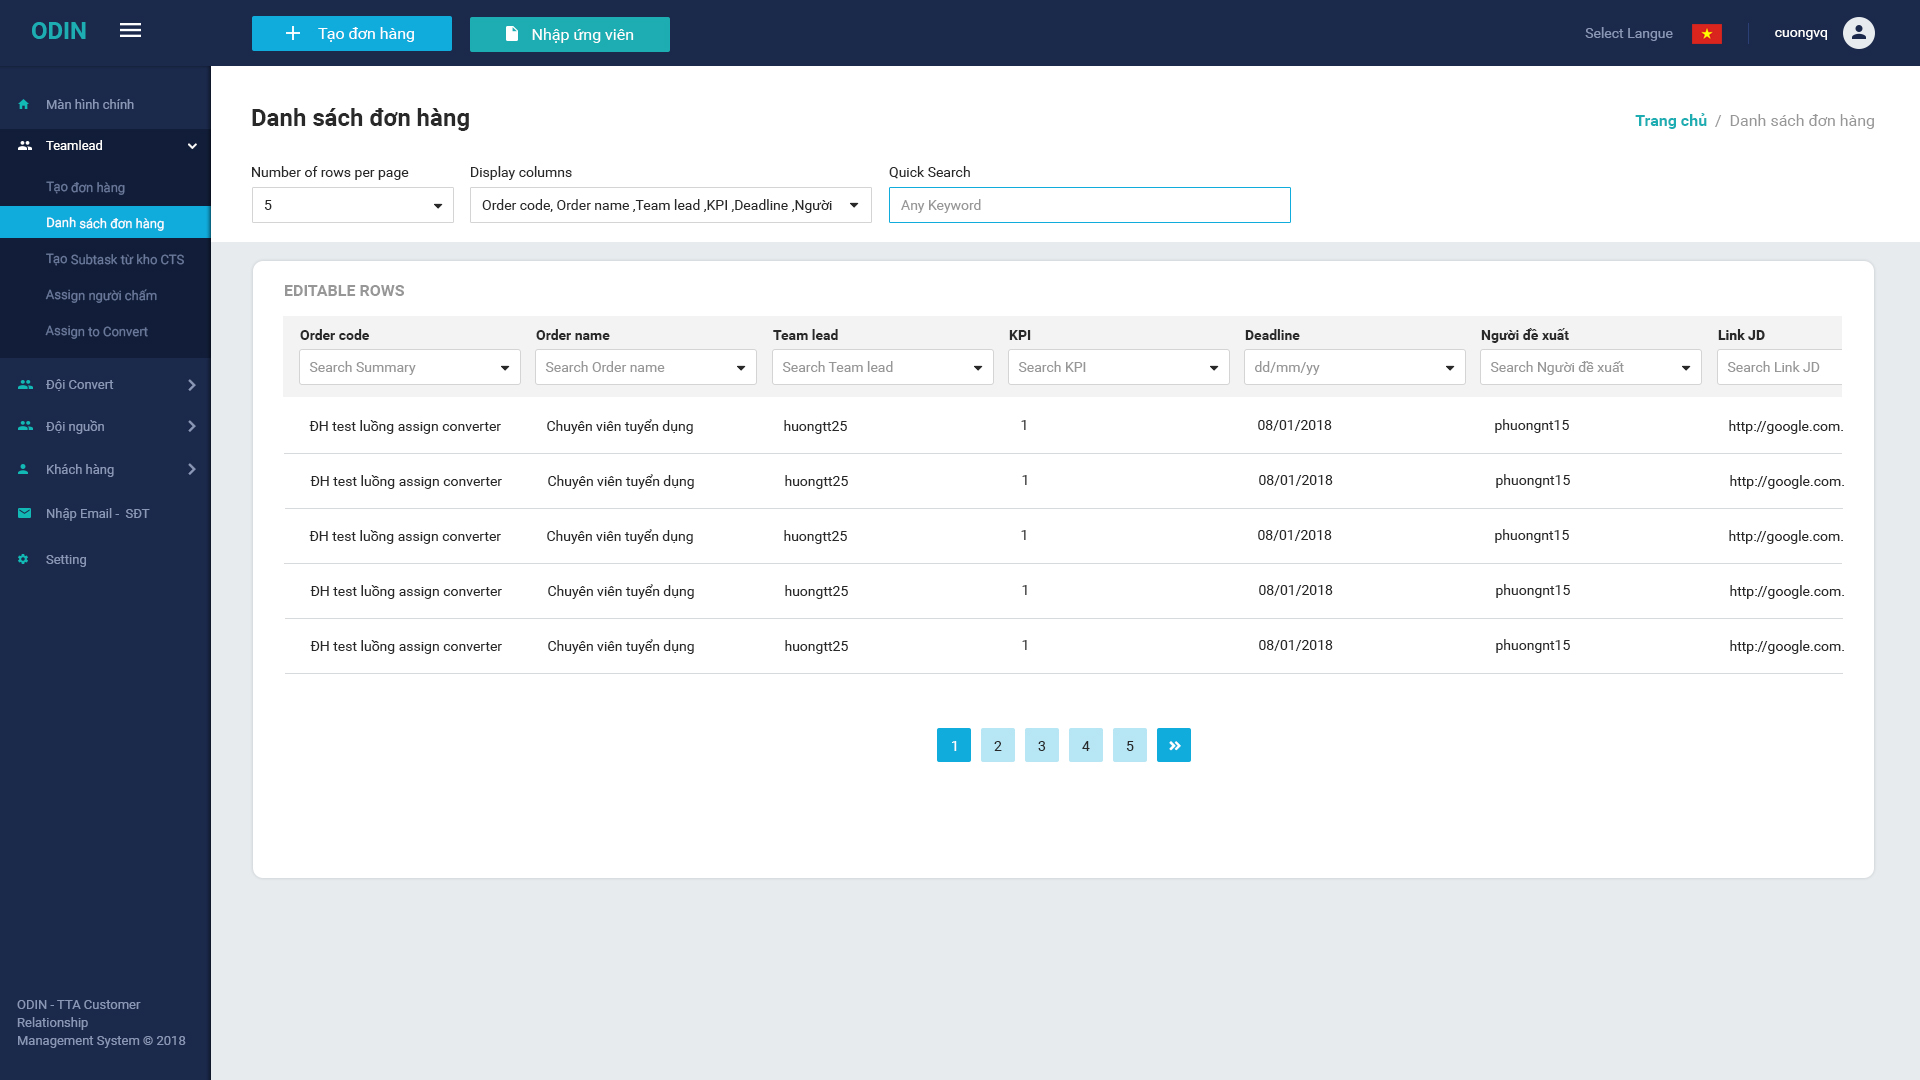 ODIN
Tạo đơn hàng
Nhập ứng viên
Select Langue
cuongvq
Màn hình chính
Teamlead
Tạo đơn hàng
Danh sách đơn hàng
Tạo Subtask từ kho CTS
Assign người chấm
Assign to Convert
Đội Convert
Đội nguồn
Khách hàng
Nhập Email -  SĐT
Setting
ODIN - TTA Customer
Relationship
Management System © 2018
Danh sách đơn hàng
Trang chủ / Danh sách đơn hàng
Number of rows per page
Display columns
Quick Search
5
Order code, Order name ,Team lead ,KPI ,Deadline ,Người
Any Keyword
EDITABLE ROWS
Order code Order name Team lead KPI Deadline Người đề xuất Link JD
Search Summary Search Order name Search Team lead Search KPI dd/mm/yy Search Người đề xuất Search Link JD
ĐH test luồng assign converter Chuyên viên tuyển dụng huongtt25 1 08/01/2018 phuongnt15 http://google.com.
ĐH test luồng assign converter Chuyên viên tuyển dụng huongtt25 1 08/01/2018 phuongnt15 http://google.com.
ĐH test luồng assign converter Chuyên viên tuyển dụng huongtt25 1 08/01/2018 phuongnt15 http://google.com.
ĐH test luồng assign converter Chuyên viên tuyển dụng huongtt25 1 08/01/2018 phuongnt15 http://google.com.
ĐH test luồng assign converter Chuyên viên tuyển dụng huongtt25 1 08/01/2018 phuongnt15 http://google.com.
1 2 3 4 5 »